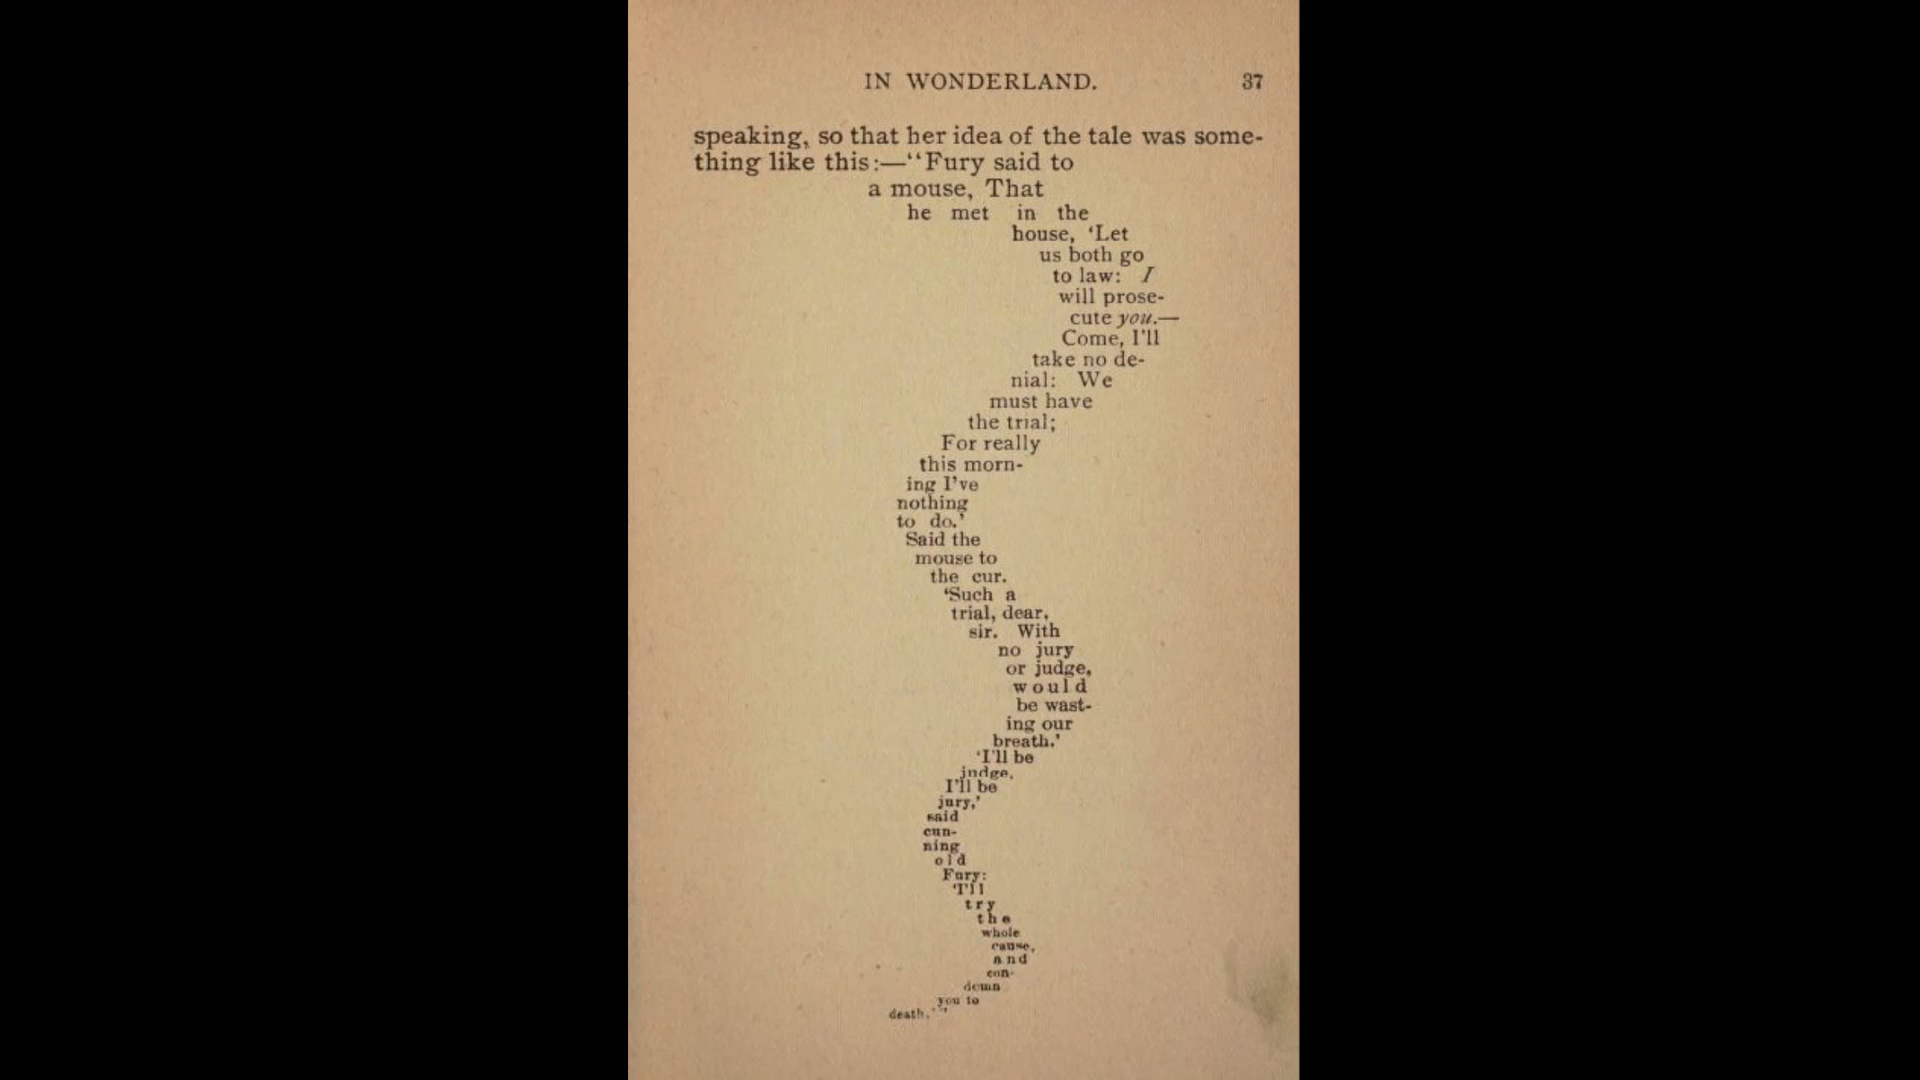 IN WONDERLAND. 37
speaking, so that her idea of the tale was some-
thing like this:—"Fury said to
a mouse, That
he met in the
house, 'Let
us both go
to law: I
will prose-
cute you.—
Come, I'll
take no de-
nial: We
must have
the trial;
For really
this morn-
ing I've
nothing
to do.'
Said the
mouse to
the cur.
'Such a
trial, dear,
sir. With
no jury
or judge,
would
be wast-
ing our
breath.'
'I'll be
judge,
I'll be
jury,'
said
cun-
ning
old
Fury:
'I'll
try
the
whole
cause,
and
con-
demn
you to
death.'"